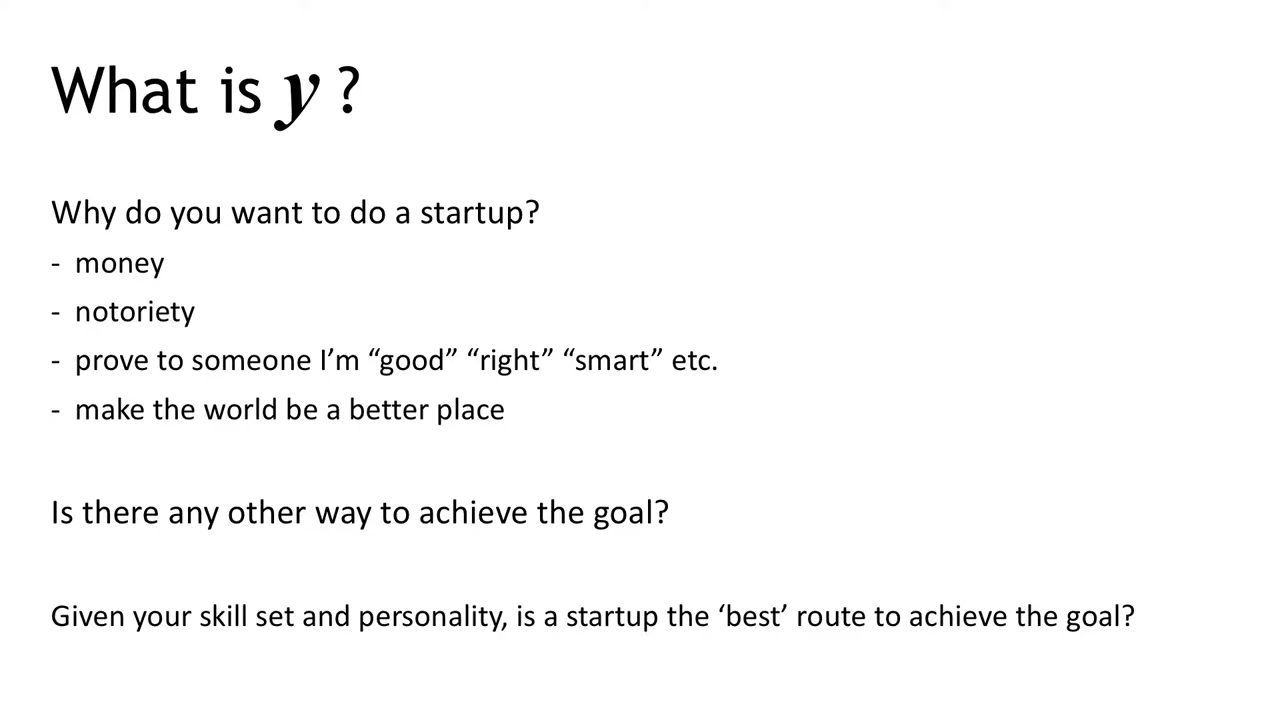 What is y ?
Why do you want to do a startup?
- money
- notoriety
- prove to someone I’m “good” “right” “smart” etc.
- make the world be a better place
Is there any other way to achieve the goal?
Given your skill set and personality, is a startup the ‘best’ route to achieve the goal?